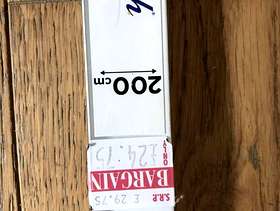 S.R.P. £ 29.75
BARGAIN
ONLY
£24.75
200cm
h